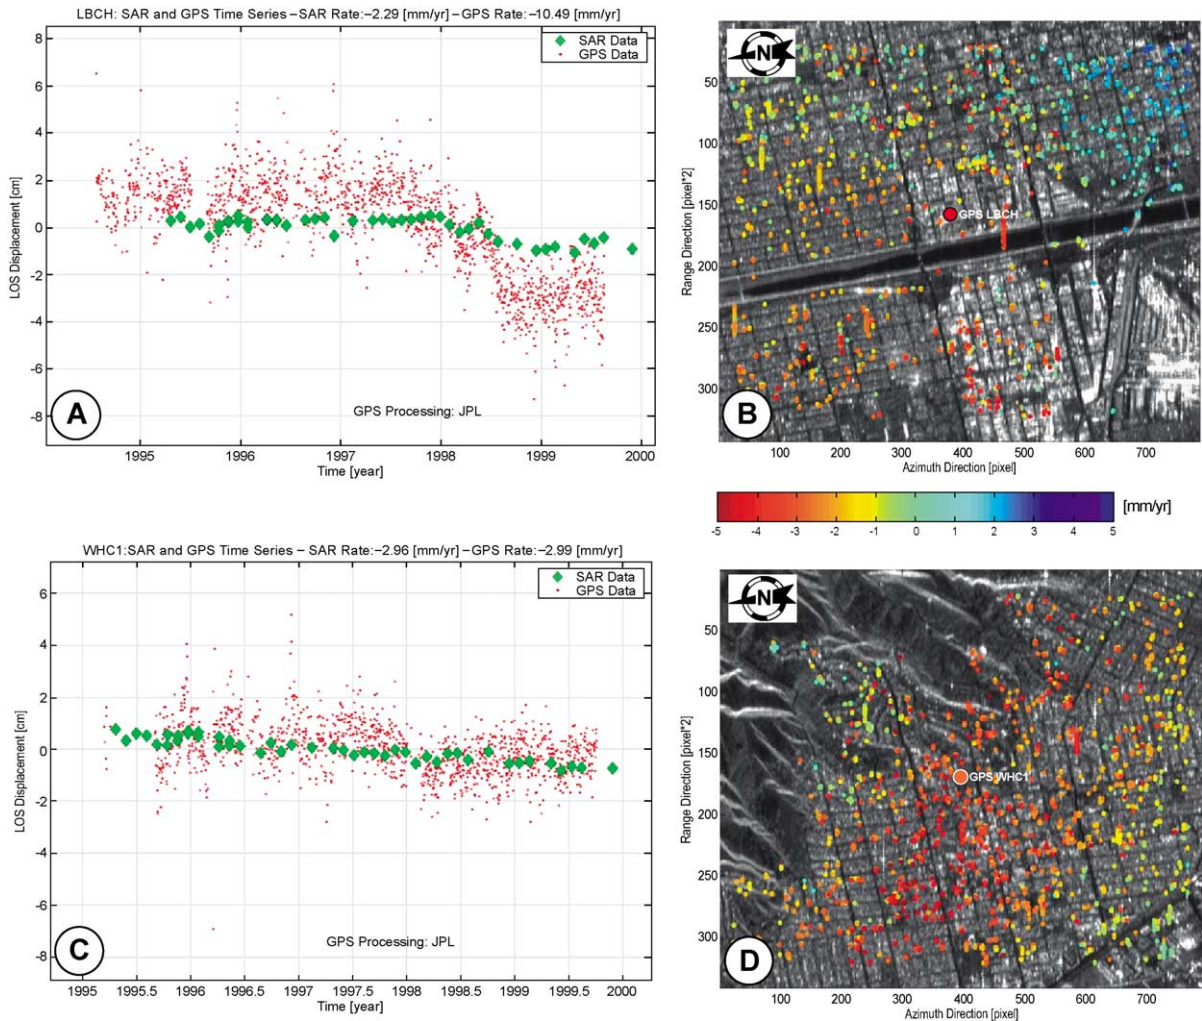 LBCH: SAR and GPS Time Series –SAR Rate:–2.29 [mm/yr] –GPS Rate:–10.49 [mm/yr]
SAR Data
GPS Data
8
6
4
2
0
-2
-4
-6
-8
LOS Displacement [cm]
A
GPS Processing: JPL
1995
1996
1997
1998
1999
2000
Time [year]
N
50
100
150
200
250
300
Range Direction [pixel*2]
GPS LBCH
B
100
200
300
400
500
600
700
Azimuth Direction [pixel]
-5
-4
-3
-2
-1
0
1
2
3
4
5
[mm/yr]
WHC1:SAR and GPS Time Series – SAR Rate:–2.96 [mm/yr] –GPS Rate:–2.99 [mm/yr]
SAR Data
GPS Data
6
4
2
0
-2
-4
-6
-8
LOS Displacement [cm]
C
GPS Processing: JPL
1995
1995.5
1996
1996.5
1997
1997.5
1998
1998.5
1999
1999.5
2000
Time [year]
N
50
100
150
200
250
300
Range Direction [pixel*2]
GPS WHC1
D
100
200
300
400
500
600
700
Azimuth Direction [pixel]